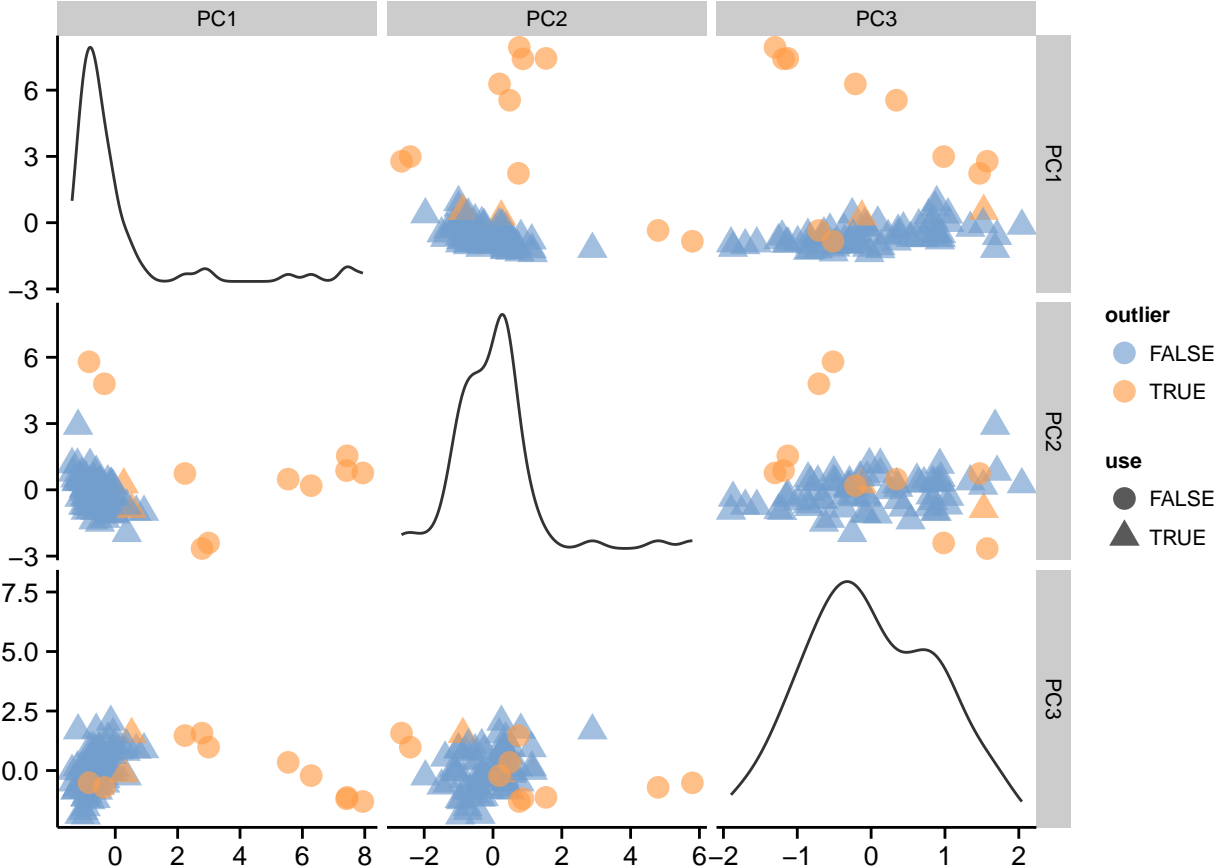 PC1 PC2 PC3
6
3
0
−3
PC1
6
3
0
−3
PC2
outlier
FALSE
TRUE
use
FALSE
TRUE
7.5
5.0
2.5
0.0
PC3
0 2 4 6 8 −2 0 2 4 6 −2 −1 0 1 2